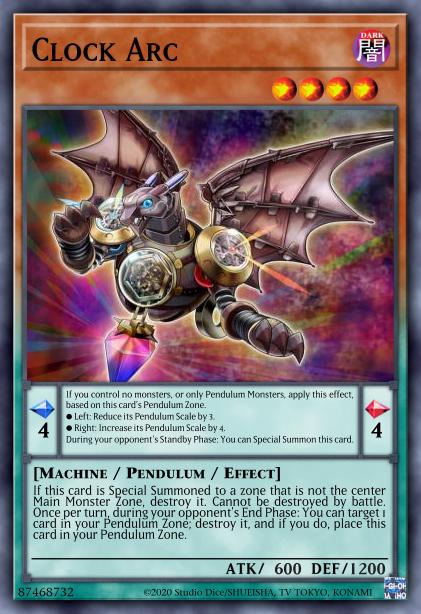 CLOCK ARC
DARK
闇
If you control no monsters, or only Pendulum Monsters, apply this effect,
based on this card's Pendulum Zone.
● Left: Reduce its Pendulum Scale by 3.
● Right: Increase its Pendulum Scale by 4.
During your opponent's Standby Phase: You can Special Summon this card.
4
4
[MACHINE / PENDULUM / EFFECT]
If this card is Special Summoned to a zone that is not the center
Main Monster Zone, destroy it. Cannot be destroyed by battle.
Once per turn, during your opponent's End Phase: You can target 1
card in your Pendulum Zone; destroy it, and if you do, place this
card in your Pendulum Zone.
ATK/ 600 DEF/1200
87468732
©2020 Studio Dice/SHUEISHA, TV TOKYO, KONAMI